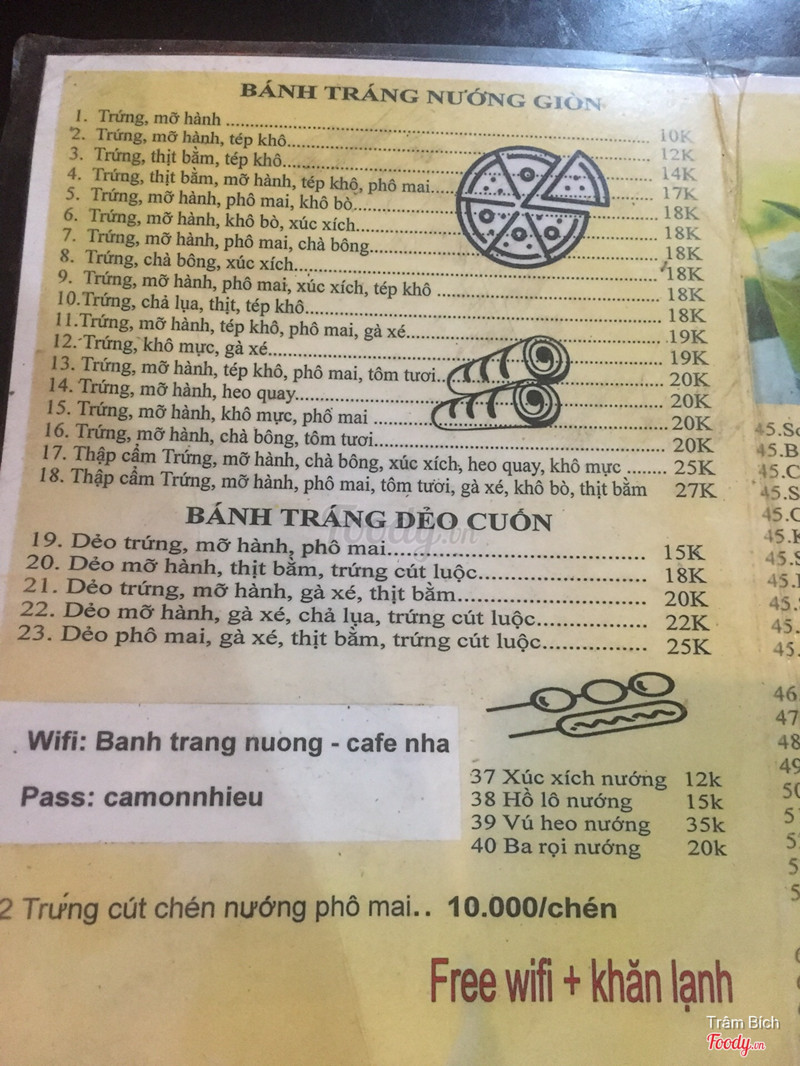 BÁNH TRÁNG NƯỚNG GIÒN
1. Trứng, mỡ hành ........ 10K
2. Trứng, mỡ hành, tép khô........ 12K
3. Trứng, thịt bằm, tép khô........ 14K
4. Trứng, thịt bằm, mỡ hành, tép khô, phô mai........ 17K
5. Trứng, mỡ hành, phô mai, khô bò........ 18K
6. Trứng, mỡ hành, khô bò, xúc xích........ 18K
7. Trứng, mỡ hành, phô mai, chà bông........ 18K
8. Trứng, chà bông, xúc xích........ 18K
9. Trứng, mỡ hành, phô mai, xúc xích, tép khô ........ 18K
10.Trứng, chả lụa, thịt, tép khô........ 18K
11.Trứng, mỡ hành, tép khô, phô mai, gà xé........ 19K
12. Trứng, khô mực, gà xé........ 19K
13. Trứng, mỡ hành, tép khô, phô mai, tôm tươi........ 20K
14. Trứng, mỡ hành, heo quay........ 20K
15. Trứng, mỡ hành, khô mực, phô mai ........ 20K
16. Trứng, mỡ hành, chà bông, tôm tươi........ 20K
17. Thập cẩm Trứng, mỡ hành, chà bông, xúc xích, heo quay, khô mực ........ 25K
18. Thập cẩm Trứng, mỡ hành, phô mai, tôm tươi, gà xé, khô bò, thịt bằm 27K
BÁNH TRÁNG DẺO CUỐN
19. Dẻo trứng, mỡ hành, phô mai........ 15K
20. Dẻo mỡ hành, thịt bằm, trứng cút luộc........ 18K
21. Dẻo trứng, mỡ hành, gà xé, thịt bằm........ 20K
22. Dẻo mỡ hành, gà xé, chả lụa, trứng cút luộc........ 22K
23. Dẻo phô mai, gà xé, thịt bằm, trứng cút luộc........ 25K
Wifi: Banh trang nuong - cafe nha
Pass: camonnhieu
37 Xúc xích nướng 12k
38 Hồ lô nướng 15k
39 Vú heo nướng 35k
40 Ba rọi nướng 20k
2 Trứng cút chén nướng phô mai.. 10.000/chén
Free wifi + khăn lạnh
Trâm Bích
Foody.vn